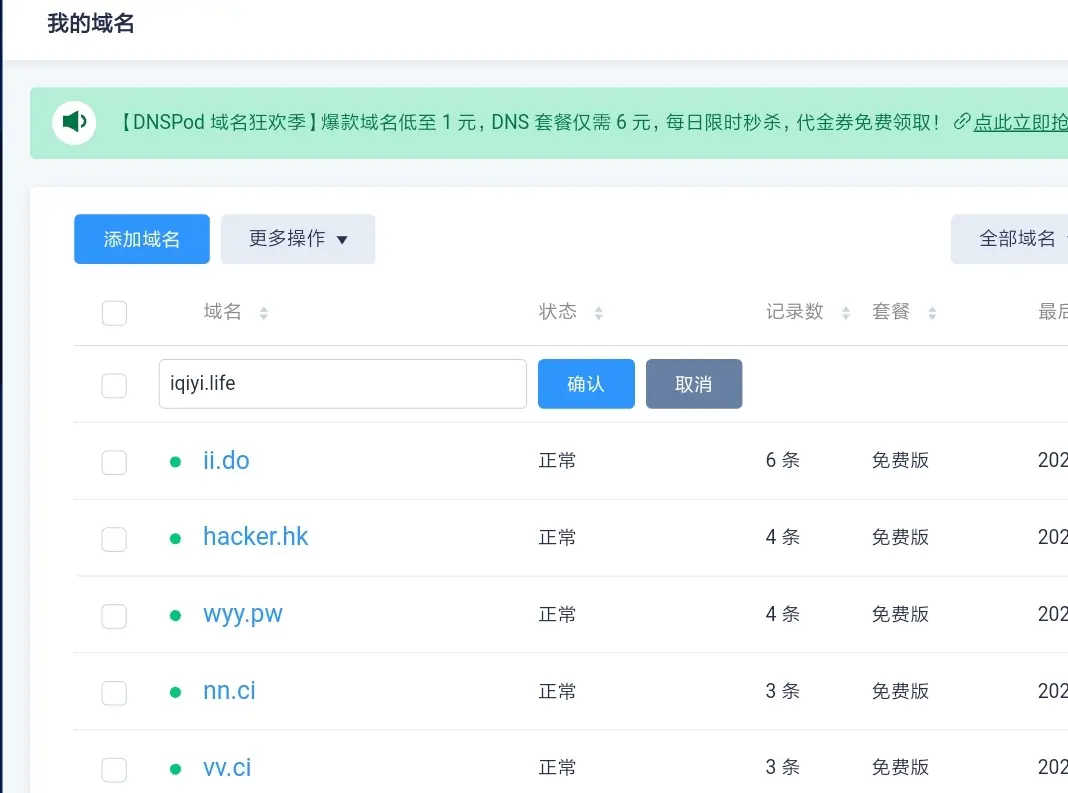 我的域名
【DNSPod 域名狂欢季】爆款域名低至 1 元，DNS 套餐仅需 6 元，每日限时秒杀，代金券免费领取！ 点此立即抢
添加域名 更多操作 全部域名
域名 状态 记录数 套餐 最后
iqiyi.life 确认 取消
ii.do 正常 6 条 免费版 202
hacker.hk 正常 4 条 免费版 202
wyy.pw 正常 4 条 免费版 202
nn.ci 正常 3 条 免费版 202
vv.ci 正常 3 条 免费版 202